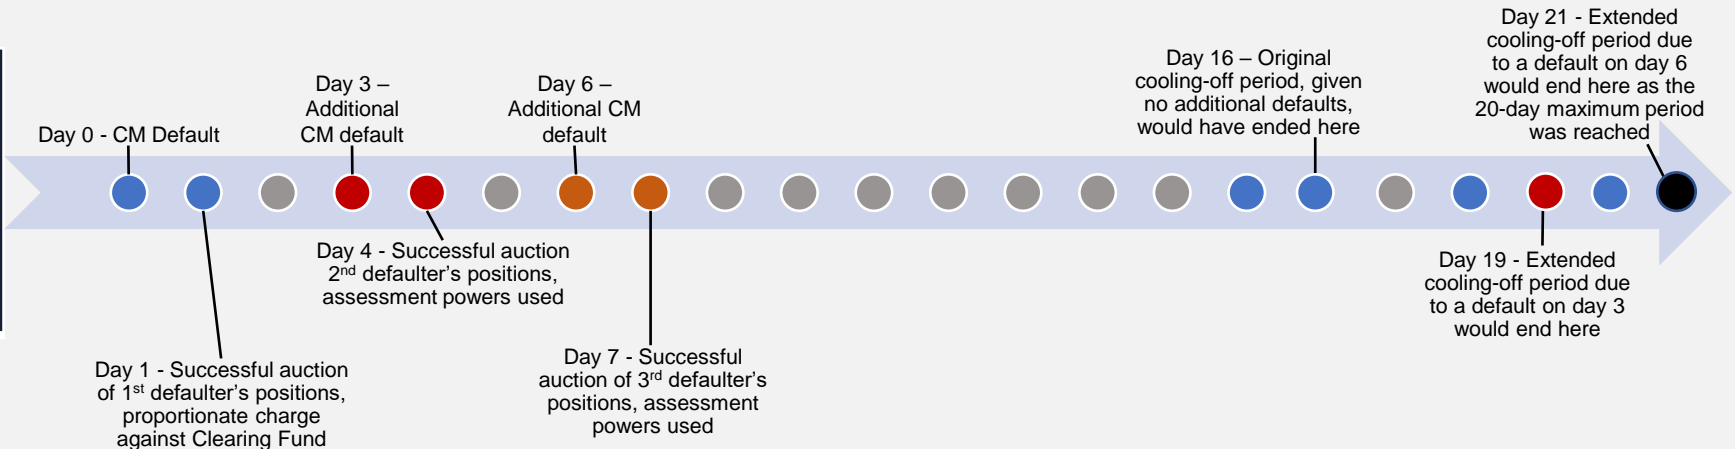 Day 0 - CM Default
Day 3 –
Additional
CM default
Day 6 –
Additional CM
default
Day 16 – Original
cooling-off period, given
no additional defaults,
would have ended here
Day 21 - Extended
cooling-off period due
to a default on day 6
would end here as the
20-day maximum period
was reached
Day 1 - Successful auction
of 1st defaulter's positions,
proportionate charge
against Clearing Fund
Day 4 - Successful auction
2nd defaulter's positions,
assessment powers used
Day 7 - Successful
auction of 3rd defaulter's
positions, assessment
powers used
Day 19 - Extended
cooling-off period due
to a default on day 3
would end here